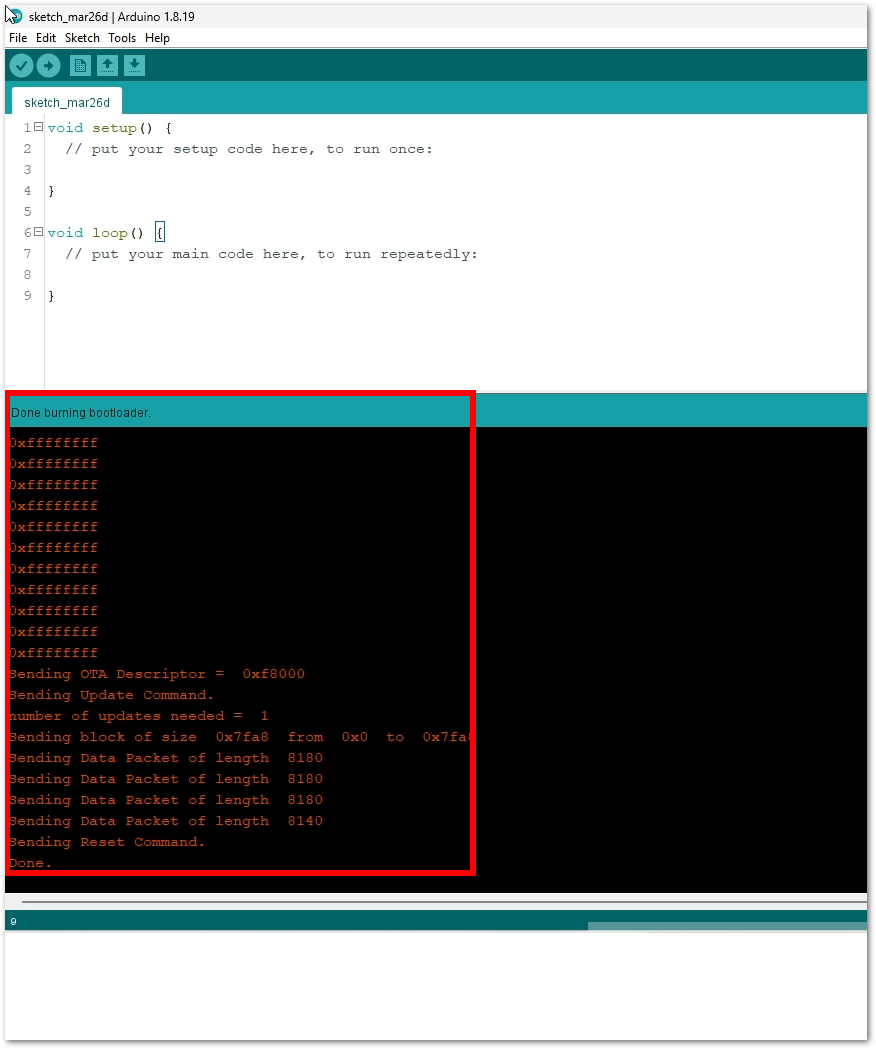 sketch_mar26d | Arduino 1.8.19
File Edit Sketch Tools Help
sketch_mar26d
1 void setup() {
2 // put your setup code here, to run once:
3
4 }
5
6 void loop() {
7 // put your main code here, to run repeatedly:
8
9 }
Done burning bootloader.
0xffffffff
0xffffffff
0xffffffff
0xffffffff
0xffffffff
0xffffffff
0xffffffff
0xffffffff
0xffffffff
0xffffffff
0xffffffff
Sending OTA Descriptor = 0xf8000
Sending Update Command.
number of updates needed = 1
Sending block of size 0x7fa8 from 0x0 to 0x7fa8
Sending Data Packet of length 8180
Sending Data Packet of length 8180
Sending Data Packet of length 8180
Sending Data Packet of length 8140
Sending Reset Command.
Done.
9